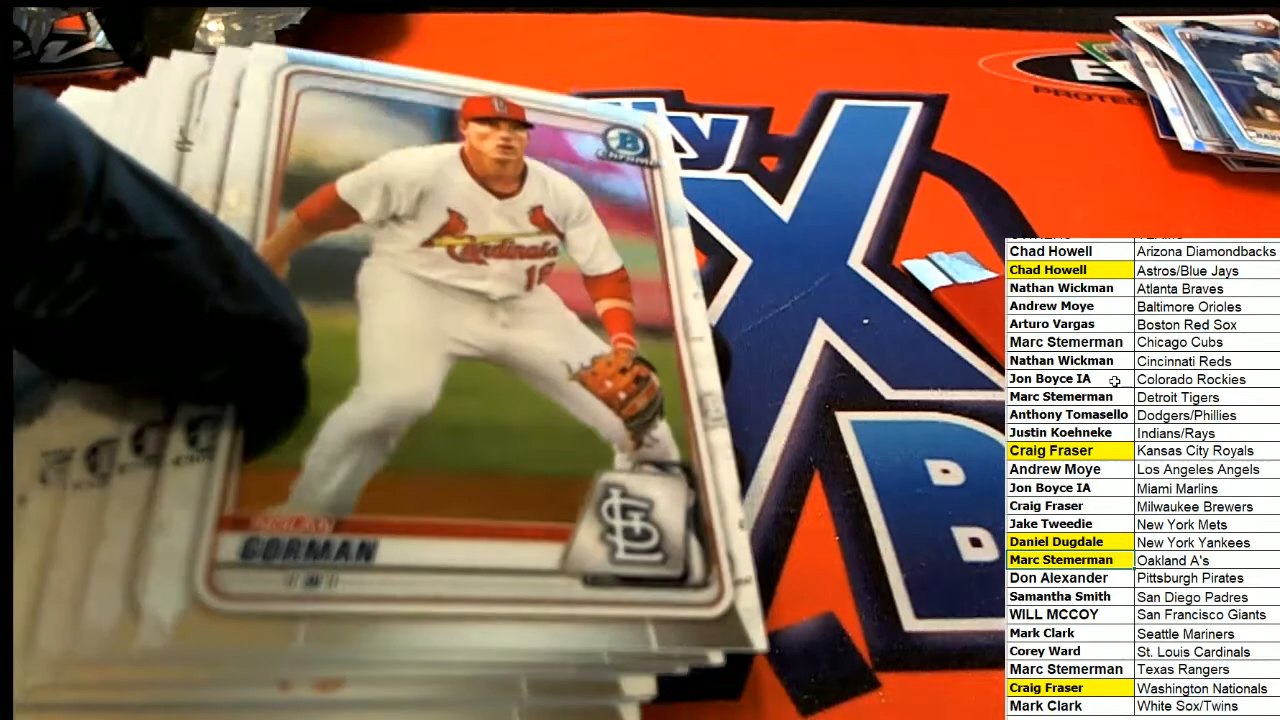 B
CHROME
Cardinals
NOLAN
GORMAN
STL
Chad Howell Arizona Diamondbacks
Chad Howell Astros/Blue Jays
Nathan Wickman Atlanta Braves
Andrew Moye Baltimore Orioles
Arturo Vargas Boston Red Sox
Marc Stemerman Chicago Cubs
Nathan Wickman Cincinnati Reds
Jon Boyce IA Colorado Rockies
Marc Stemerman Detroit Tigers
Anthony Tomasello Dodgers/Phillies
Justin Koehneke Indians/Rays
Craig Fraser Kansas City Royals
Andrew Moye Los Angeles Angels
Jon Boyce IA Miami Marlins
Craig Fraser Milwaukee Brewers
Jake Tweedie New York Mets
Daniel Dugdale New York Yankees
Marc Stemerman Oakland A's
Don Alexander Pittsburgh Pirates
Samantha Smith San Diego Padres
WILL MCCOY San Francisco Giants
Mark Clark Seattle Mariners
Corey Ward St. Louis Cardinals
Marc Stemerman Texas Rangers
Craig Fraser Washington Nationals
Mark Clark White Sox/Twins